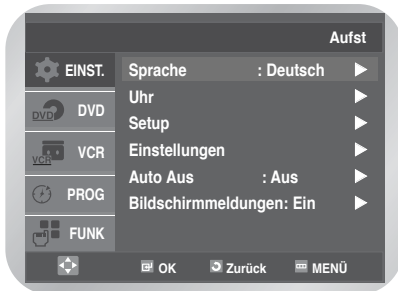 Aufst
EINST.
DVD
VCR
PROG
FUNK
Sprache : Deutsch
Uhr
Setup
Einstellungen
Auto Aus : Aus
Bildschirmmeldungen: Ein
DVD
VCR
OK Zurück MENÜ